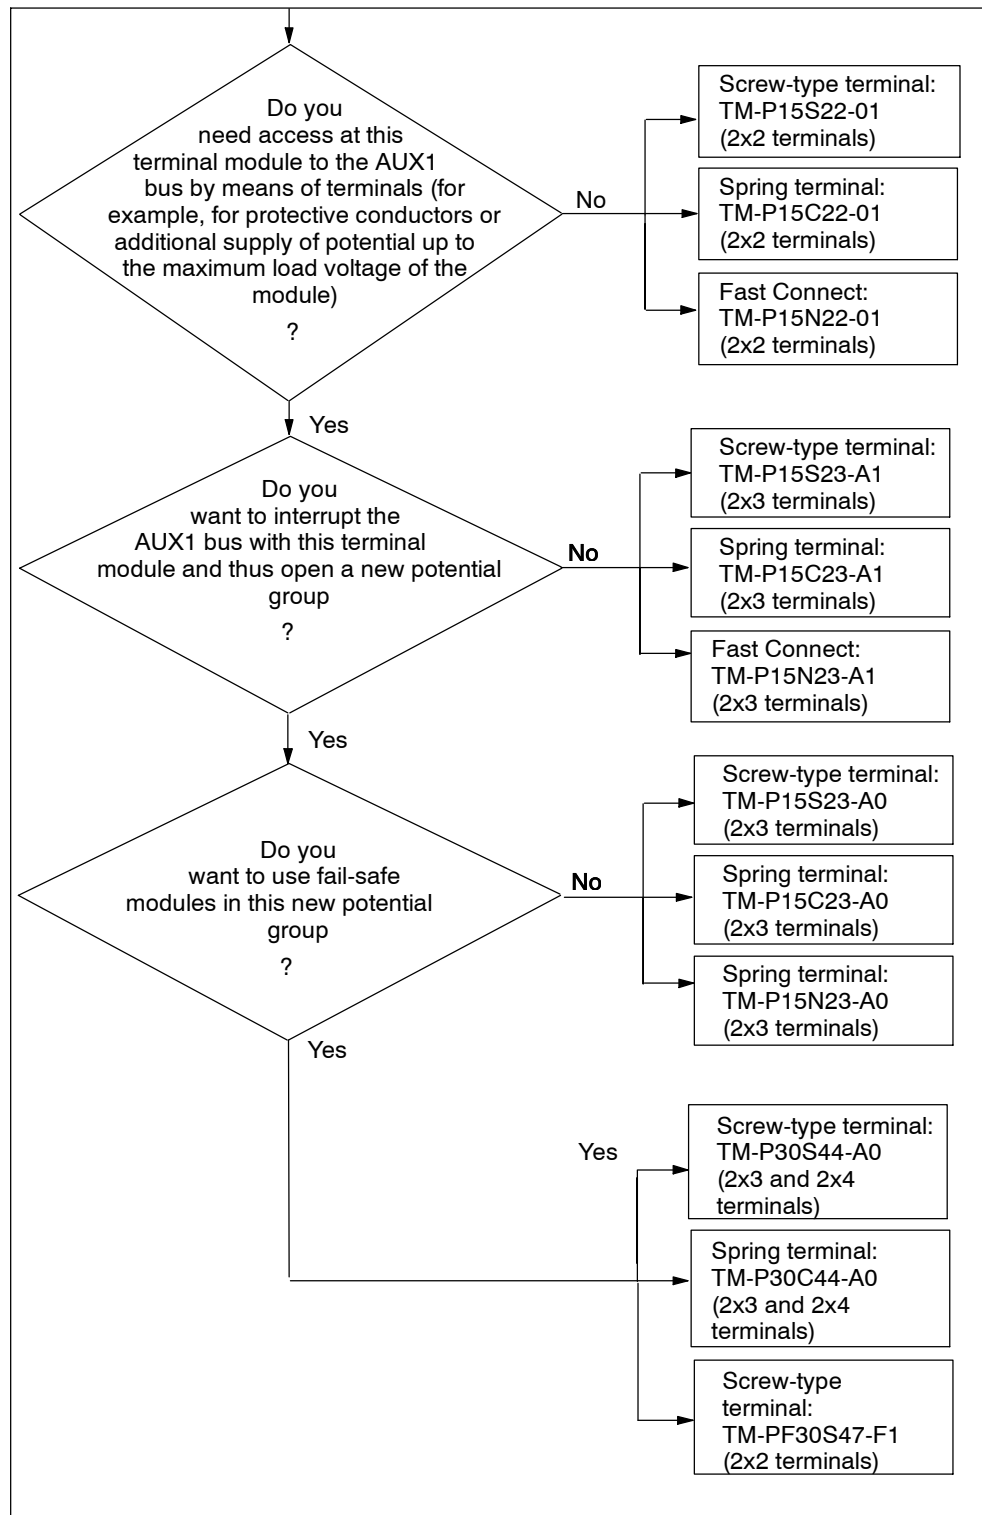 Do you
need access at this
terminal module to the AUX1
bus by means of terminals (for
example, for protective conductors or
additional supply of potential up to
the maximum load voltage of the
module)
?
No
Screw-type terminal:
TM-P15S22-01
(2x2 terminals)
Spring terminal:
TM-P15C22-01
(2x2 terminals)
Fast Connect:
TM-P15N22-01
(2x2 terminals)
Yes
Do you
want to interrupt the
AUX1 bus with this terminal
module and thus open a new potential
group
?
No
Screw-type terminal:
TM-P15S23-A1
(2x3 terminals)
Spring terminal:
TM-P15C23-A1
(2x3 terminals)
Fast Connect:
TM-P15N23-A1
(2x3 terminals)
Yes
Do you
want to use fail-safe
modules in this new potential
group
?
No
Screw-type terminal:
TM-P15S23-A0
(2x3 terminals)
Spring terminal:
TM-P15C23-A0
(2x3 terminals)
Spring terminal:
TM-P15N23-A0
(2x3 terminals)
Yes
Yes
Screw-type terminal:
TM-P30S44-A0
(2x3 and 2x4
terminals)
Spring terminal:
TM-P30C44-A0
(2x3 and 2x4
terminals)
Screw-type
terminal:
TM-PF30S47-F1
(2x2 terminals)